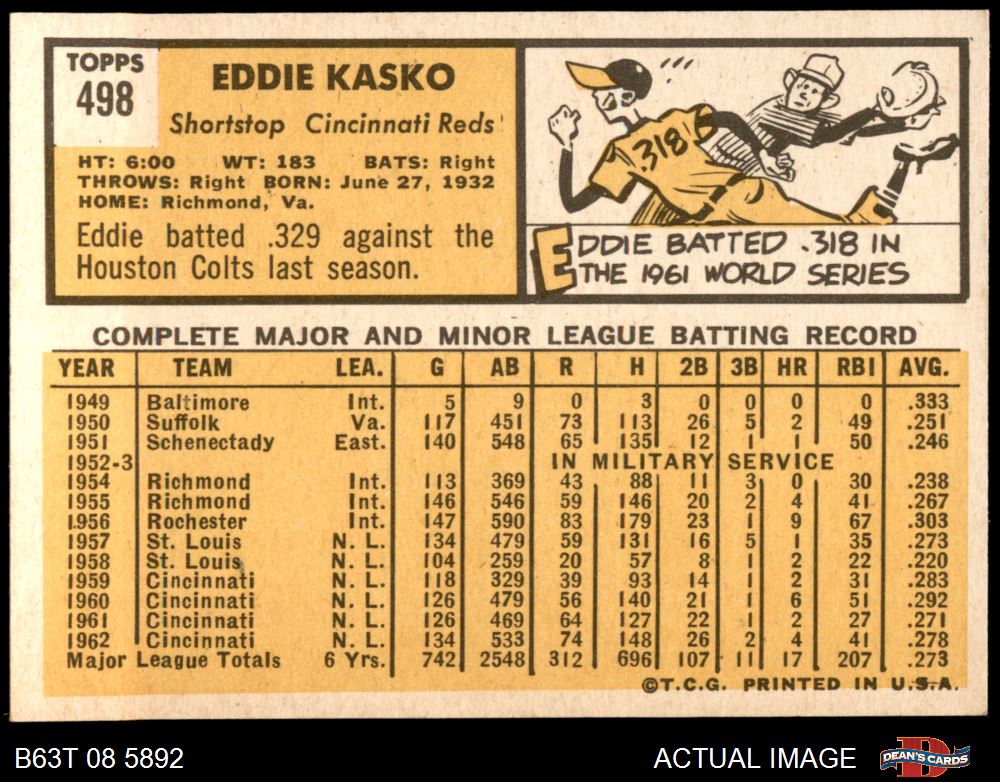 TOPPS
498
EDDIE KASKO
Shortstop Cincinnati Reds
HT: 6:00 WT: 183 BATS: Right
THROWS: Right BORN: June 27, 1932
HOME: Richmond, Va.
Eddie batted .329 against the
Houston Colts last season.
318
EDDIE BATTED .318 IN
THE 1961 WORLD SERIES
COMPLETE MAJOR AND MINOR LEAGUE BATTING RECORD
YEAR TEAM LEA. G AB R H 2B 3B HR RBI AVG.
1949 Baltimore Int. 5 9 0 3 0 0 0 0 .333
1950 Suffolk Va. 117 451 73 113 26 5 2 49 .251
1951 Schenectady East. 140 548 65 135 12 1 1 50 .246
1952-3 IN MILITARY SERVICE
1954 Richmond Int. 113 369 43 88 11 3 0 30 .238
1955 Richmond Int. 146 546 59 146 20 2 4 41 .267
1956 Rochester Int. 147 590 83 179 23 1 9 67 .303
1957 St. Louis N. L. 134 479 59 131 16 5 1 35 .273
1958 St. Louis N. L. 104 259 20 57 8 1 2 22 .220
1959 Cincinnati N. L. 118 329 39 93 14 1 2 31 .283
1960 Cincinnati N. L. 126 479 56 140 21 1 6 51 .292
1961 Cincinnati N. L. 126 469 64 127 22 1 2 27 .271
1962 Cincinnati N. L. 134 533 74 148 26 2 4 41 .278
Major League Totals 6 Yrs. 742 2548 312 696 107 11 17 207 .273
©T.C.G. PRINTED IN U.S.A.
B63T 08 5892 ACTUAL IMAGE DEAN'S CARDS